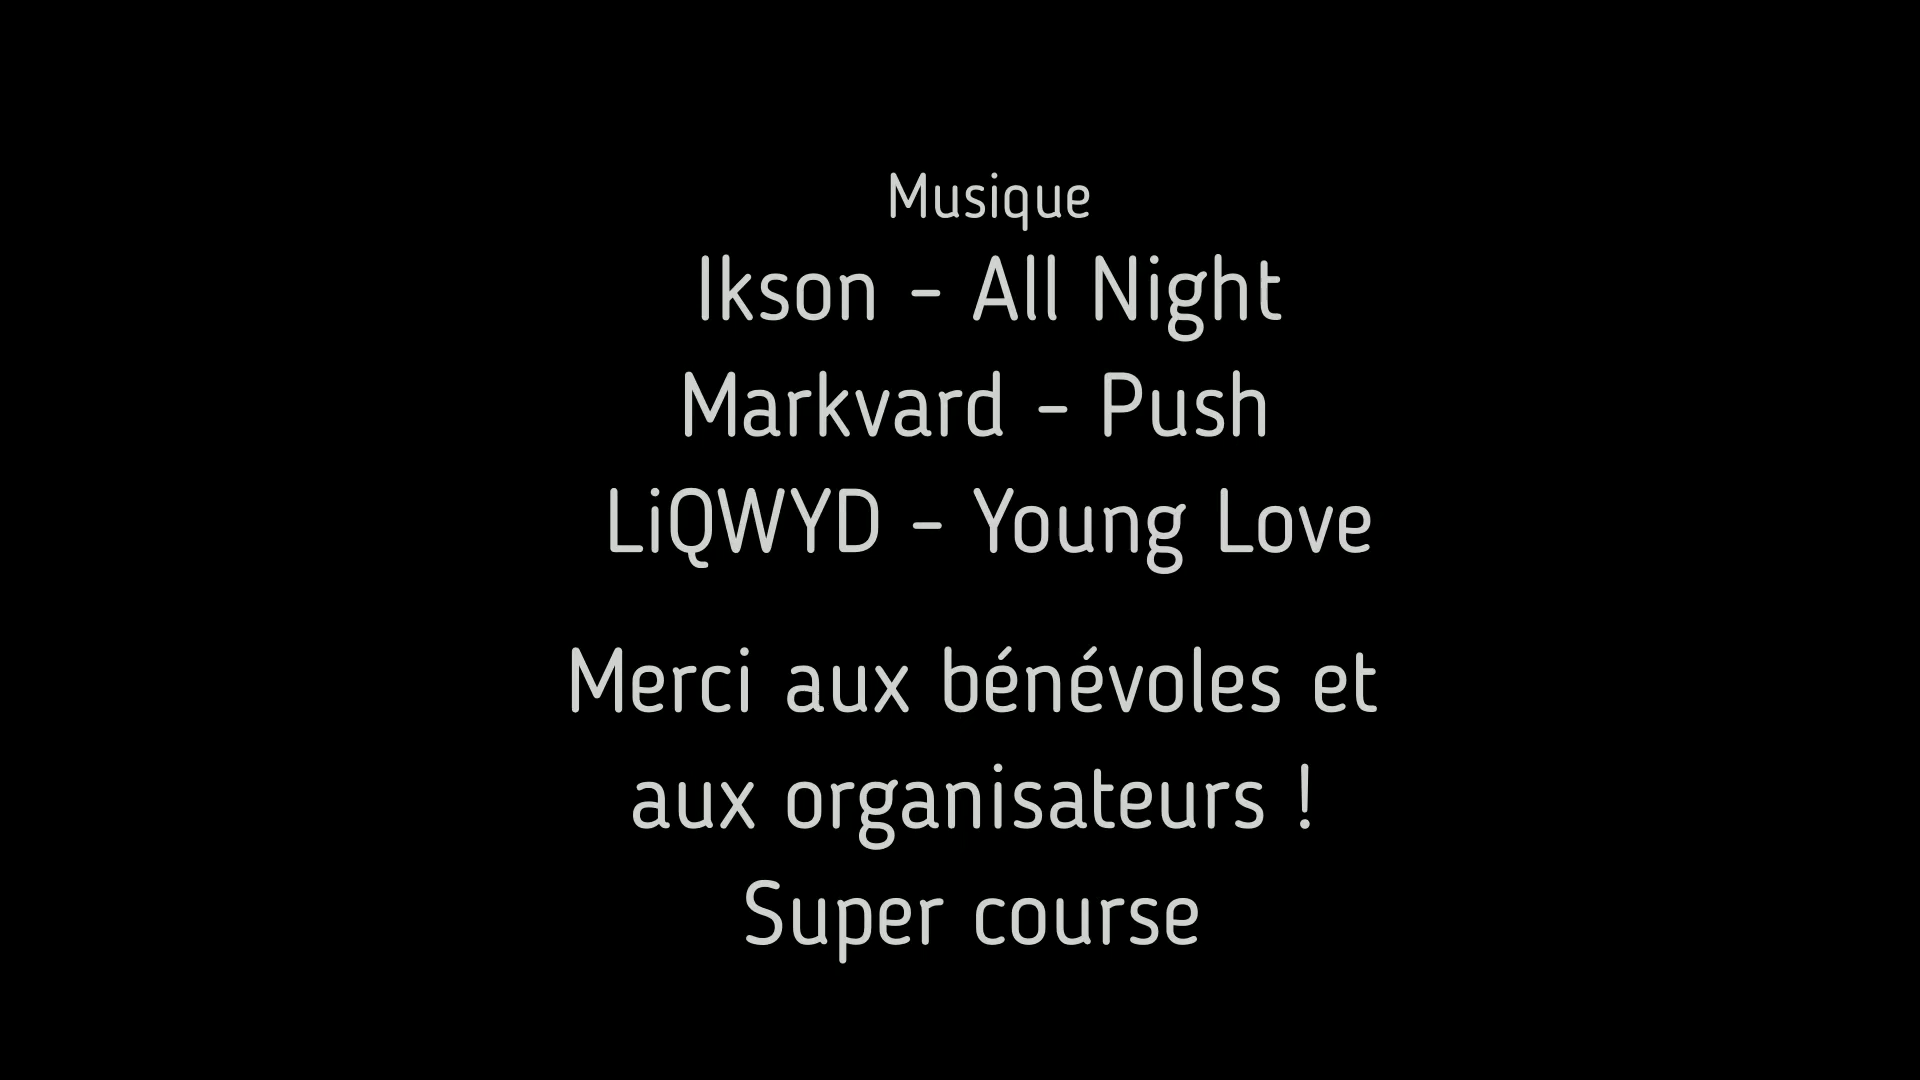 Musique
Ikson - All Night
Markvard - Push
LiQWYD - Young Love
Merci aux bénévoles et
aux organisateurs !
Super course